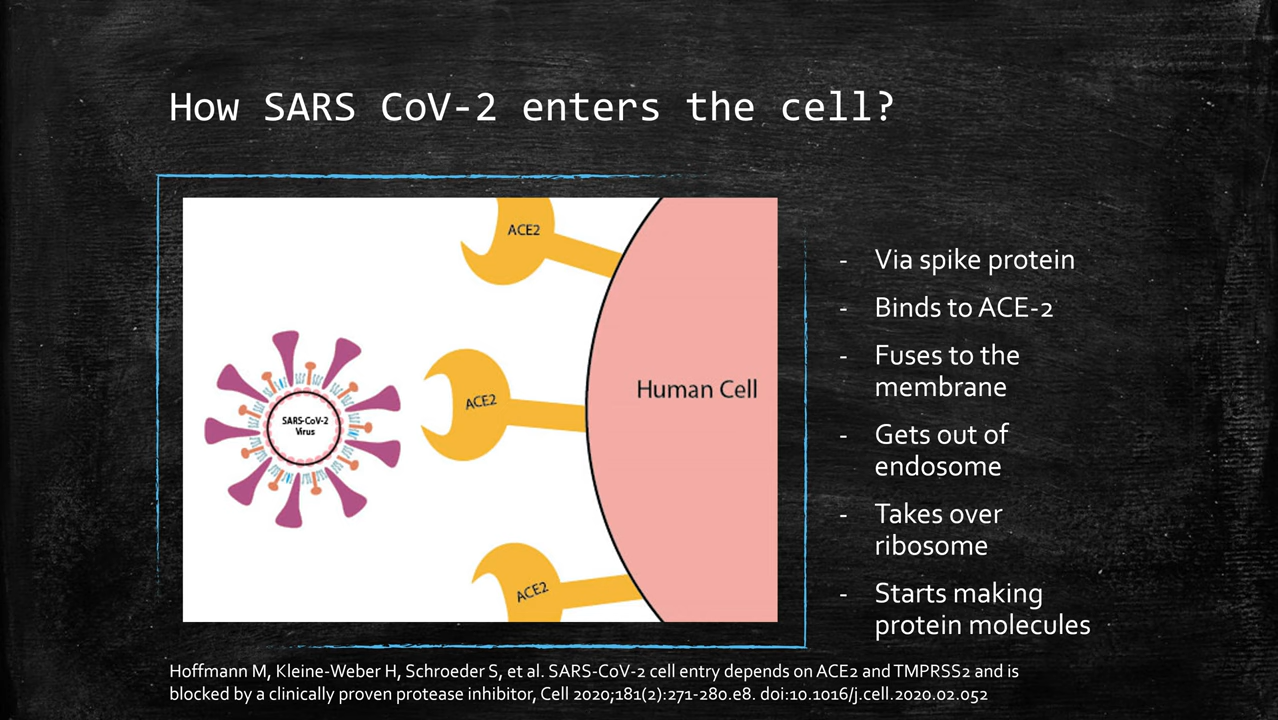 How SARS CoV-2 enters the cell?
ACE2
ACE2
ACE2
SARS-CoV-2
Virus
Human Cell
- Via spike protein
- Binds to ACE-2
- Fuses to the
membrane
- Gets out of
endosome
- Takes over
ribosome
- Starts making
protein molecules
Hoffmann M, Kleine-Weber H, Schroeder S, et al. SARS-CoV-2 cell entry depends on ACE2 and TMPRSS2 and is
blocked by a clinically proven protease inhibitor, Cell 2020;181(2):271-280.e8. doi:10.1016/j.cell.2020.02.052